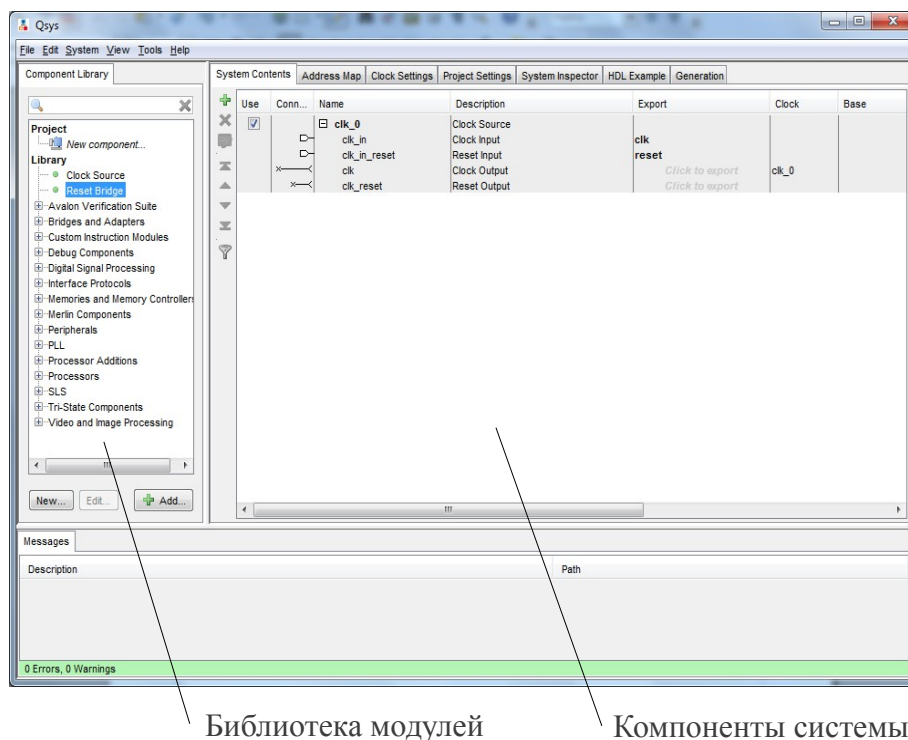 Qsys
File Edit System View Tools Help
Component Library
Project
New component...
Library
Clock Source
Reset Bridge
Avalon Verification Suite
Bridges and Adapters
Custom Instruction Modules
Debug Components
Digital Signal Processing
Interface Protocols
Memories and Memory Controllers
Merlin Components
Peripherals
PLL
Processor Additions
Processors
SLS
Tri-State Components
Video and Image Processing
New... Edit... Add...
System Contents Address Map Clock Settings Project Settings System Inspector HDL Example Generation
Use Conn... Name Description Export Clock Base
clk_0 Clock Source
clk_in Clock Input clk
clk_in_reset Reset Input reset
clk Clock Output Click to export clk_0
clk_reset Reset Output Click to export
Messages
Description Path
0 Errors, 0 Warnings
Библиотека модулей Компоненты системы